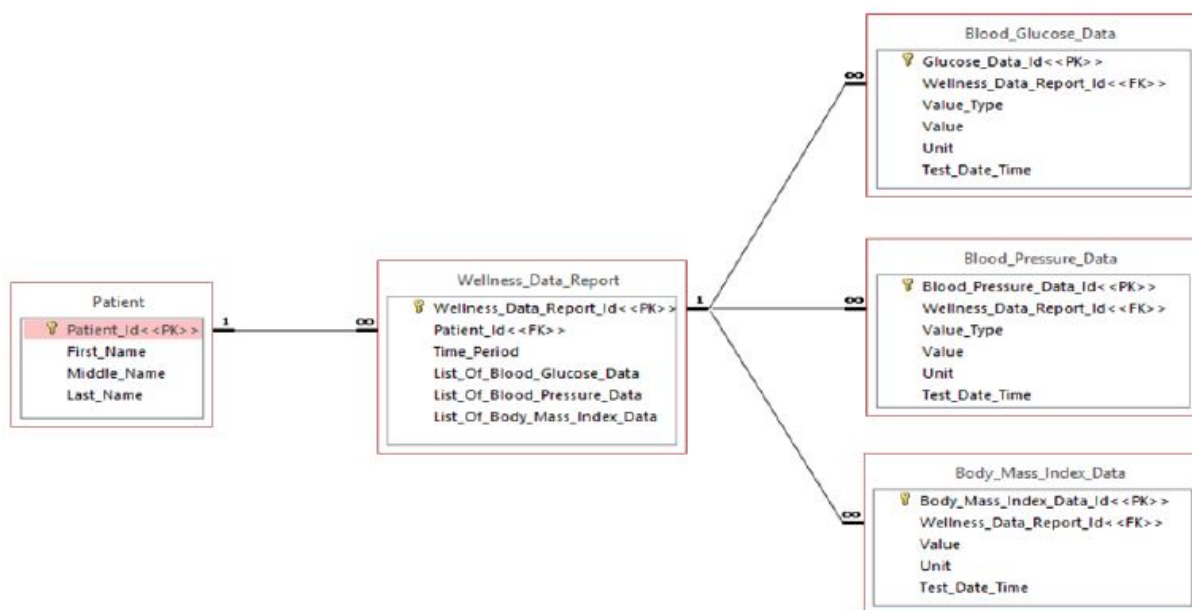 Patient
Patient_Id<<PK>>
First_Name
Middle_Name
Last_Name
1
∞
Wellness_Data_Report
Wellness_Data_Report_Id<<PK>>
Patient_Id<<FK>>
Time_Period
List_Of_Blood_Glucose_Data
List_Of_Blood_Pressure_Data
List_Of_Body_Mass_Index_Data
1
∞
Blood_Glucose_Data
Glucose_Data_Id<<PK>>
Wellness_Data_Report_Id<<FK>>
Value_Type
Value
Unit
Test_Date_Time
∞
Blood_Pressure_Data
Blood_Pressure_Data_Id<<PK>>
Wellness_Data_Report_Id<<FK>>
Value_Type
Value
Unit
Test_Date_Time
∞
Body_Mass_Index_Data
Body_Mass_Index_Data_Id<<PK>>
Wellness_Data_Report_Id<<FK>>
Value
Unit
Test_Date_Time